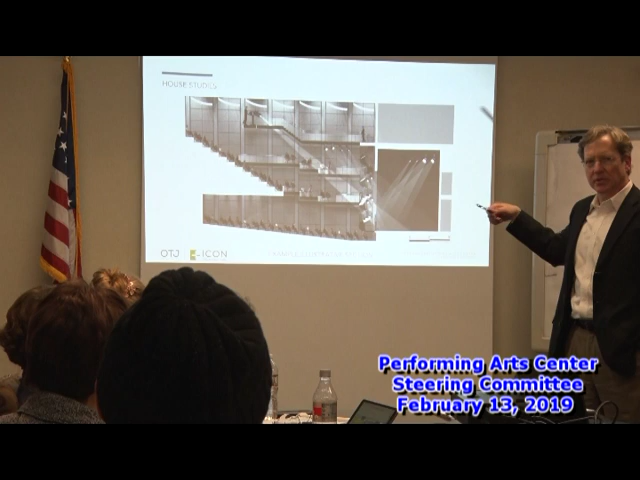 HOUSE STUDIES
OTJ ICON
Performing Arts Center
Steering Committee
February 13, 2019